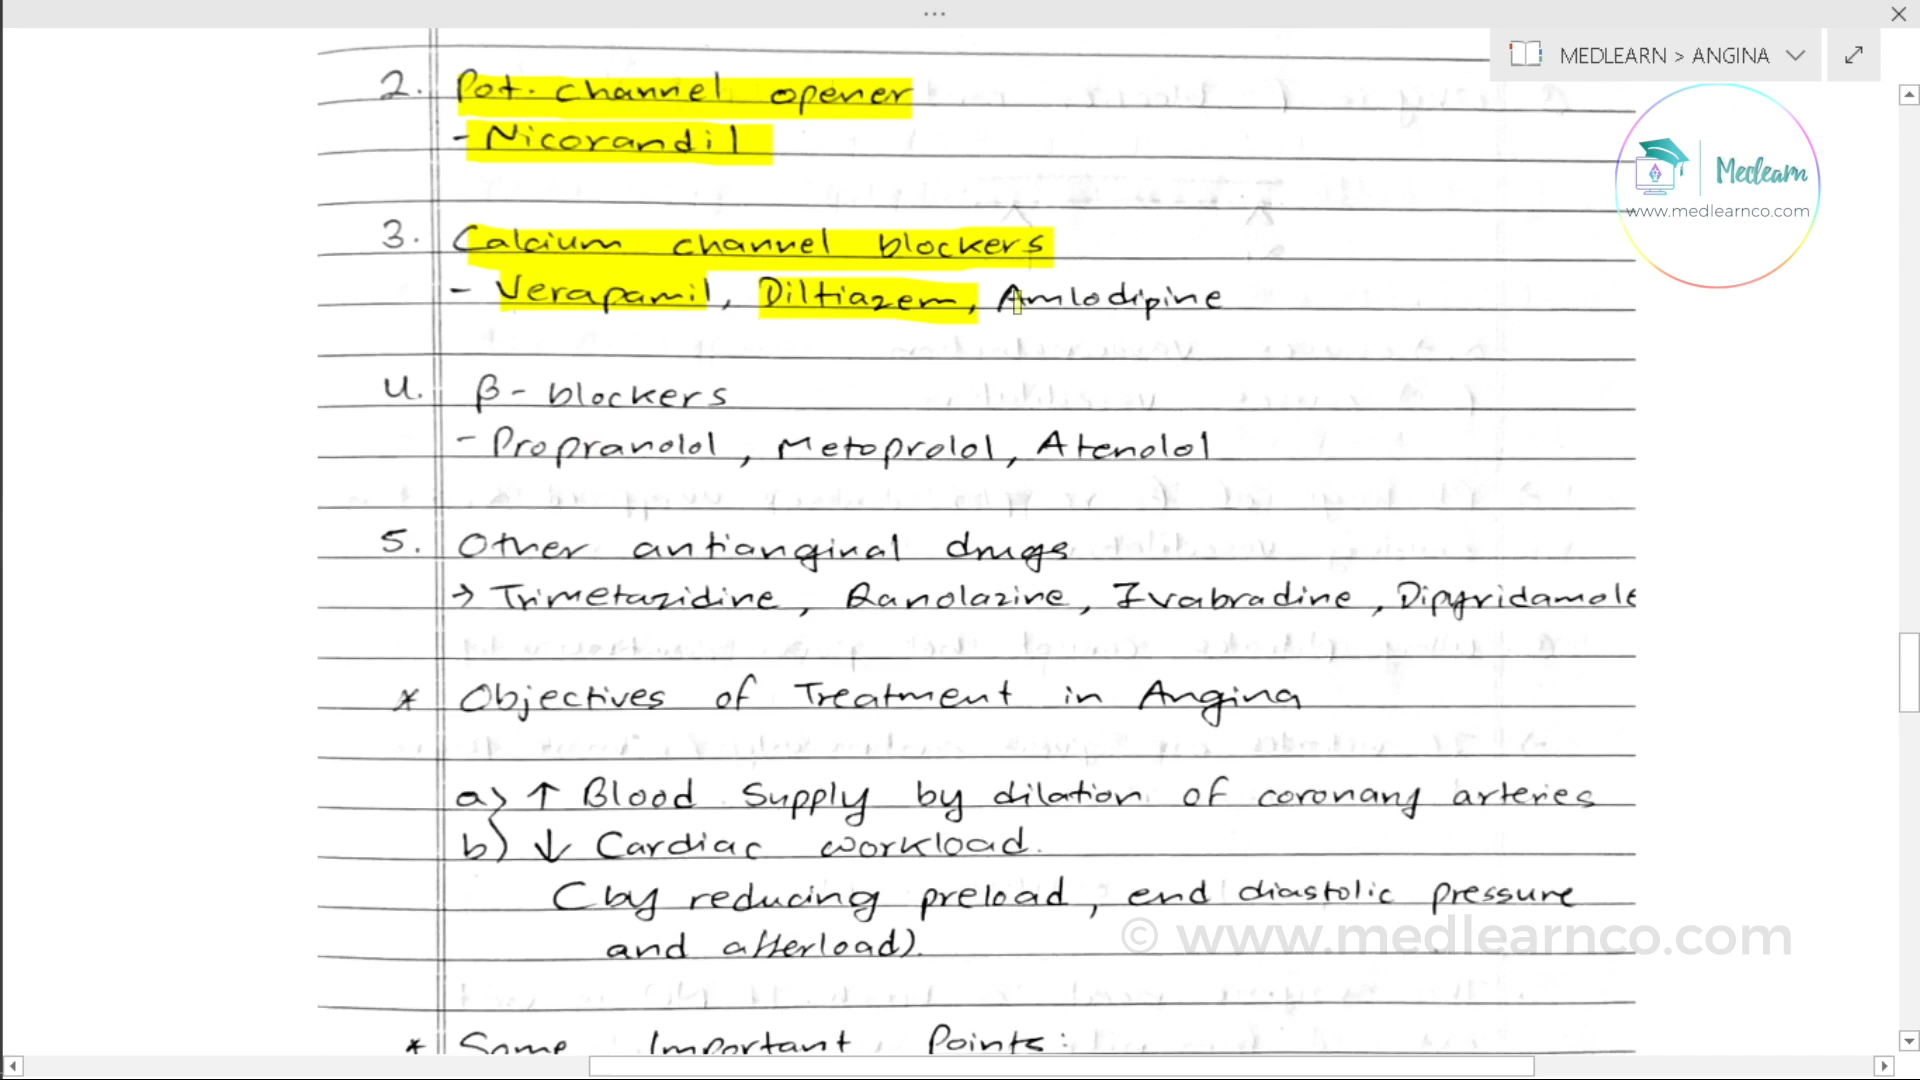 MEDLEARN > ANGINA
Medlearn
www.medlearnco.com
2. Pot. channel opener
- Nicorandil
3. Calcium channel blockers
- Verapamil, Diltiazem, Amlodipine
4. β - blockers
- Propranolol, Metoprolol, Atenolol
5. Other antianginal drugs
→ Trimetazidine, Ranolazine, Ivabradine, Dipyridamole
* Objectives of Treatment in Angina
a) ↑ Blood Supply by dilation of coronary arteries
b) ↓ Cardiac workload.
(by reducing preload, end diastolic pressure
and afterload).
© www.medlearnco.com
* Some Important Points: